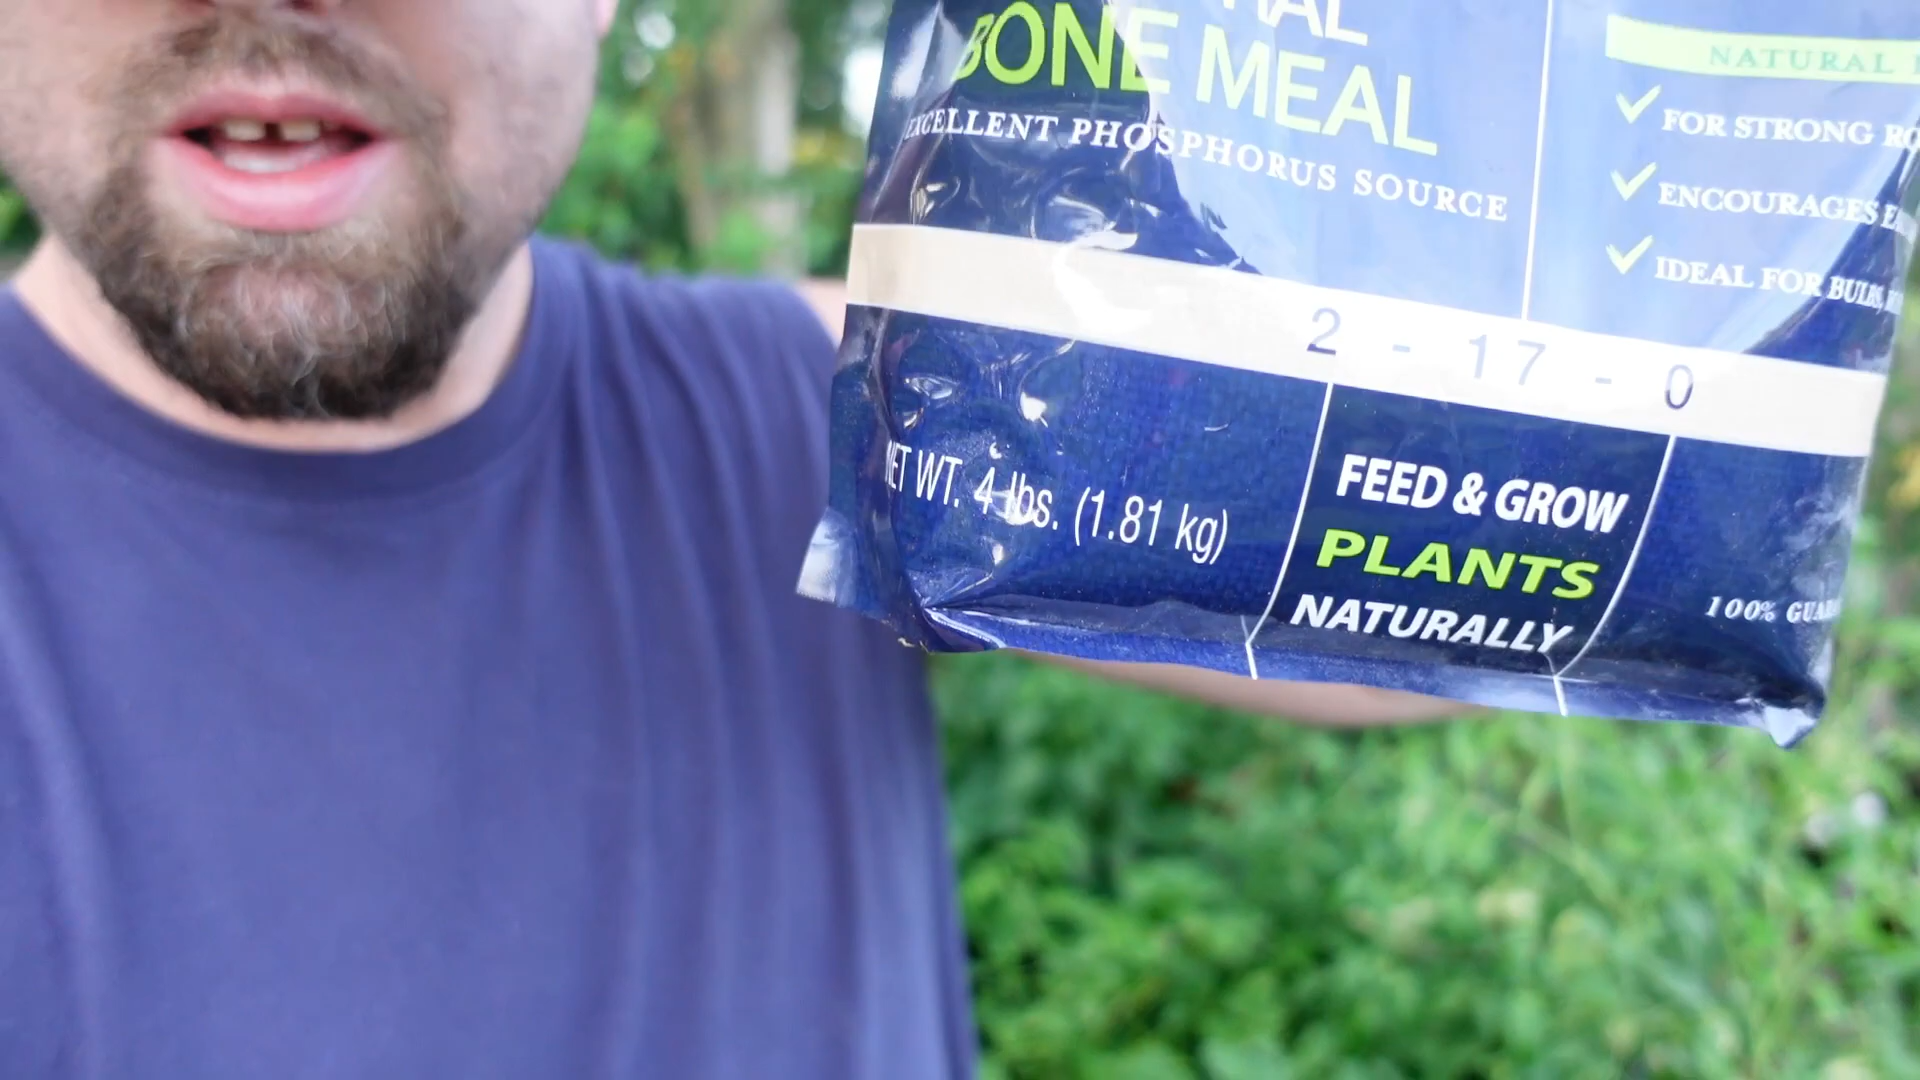 BONE MEAL
EXCELLENT PHOSPHORUS SOURCE
2 - 17 - 0
NET WT. 4 lbs. (1.81 kg)
FEED & GROW
PLANTS
NATURALLY
NATURAL
✓ FOR STRONG
✓ ENCOURAGES
✓ IDEAL FOR BULBS,
100%